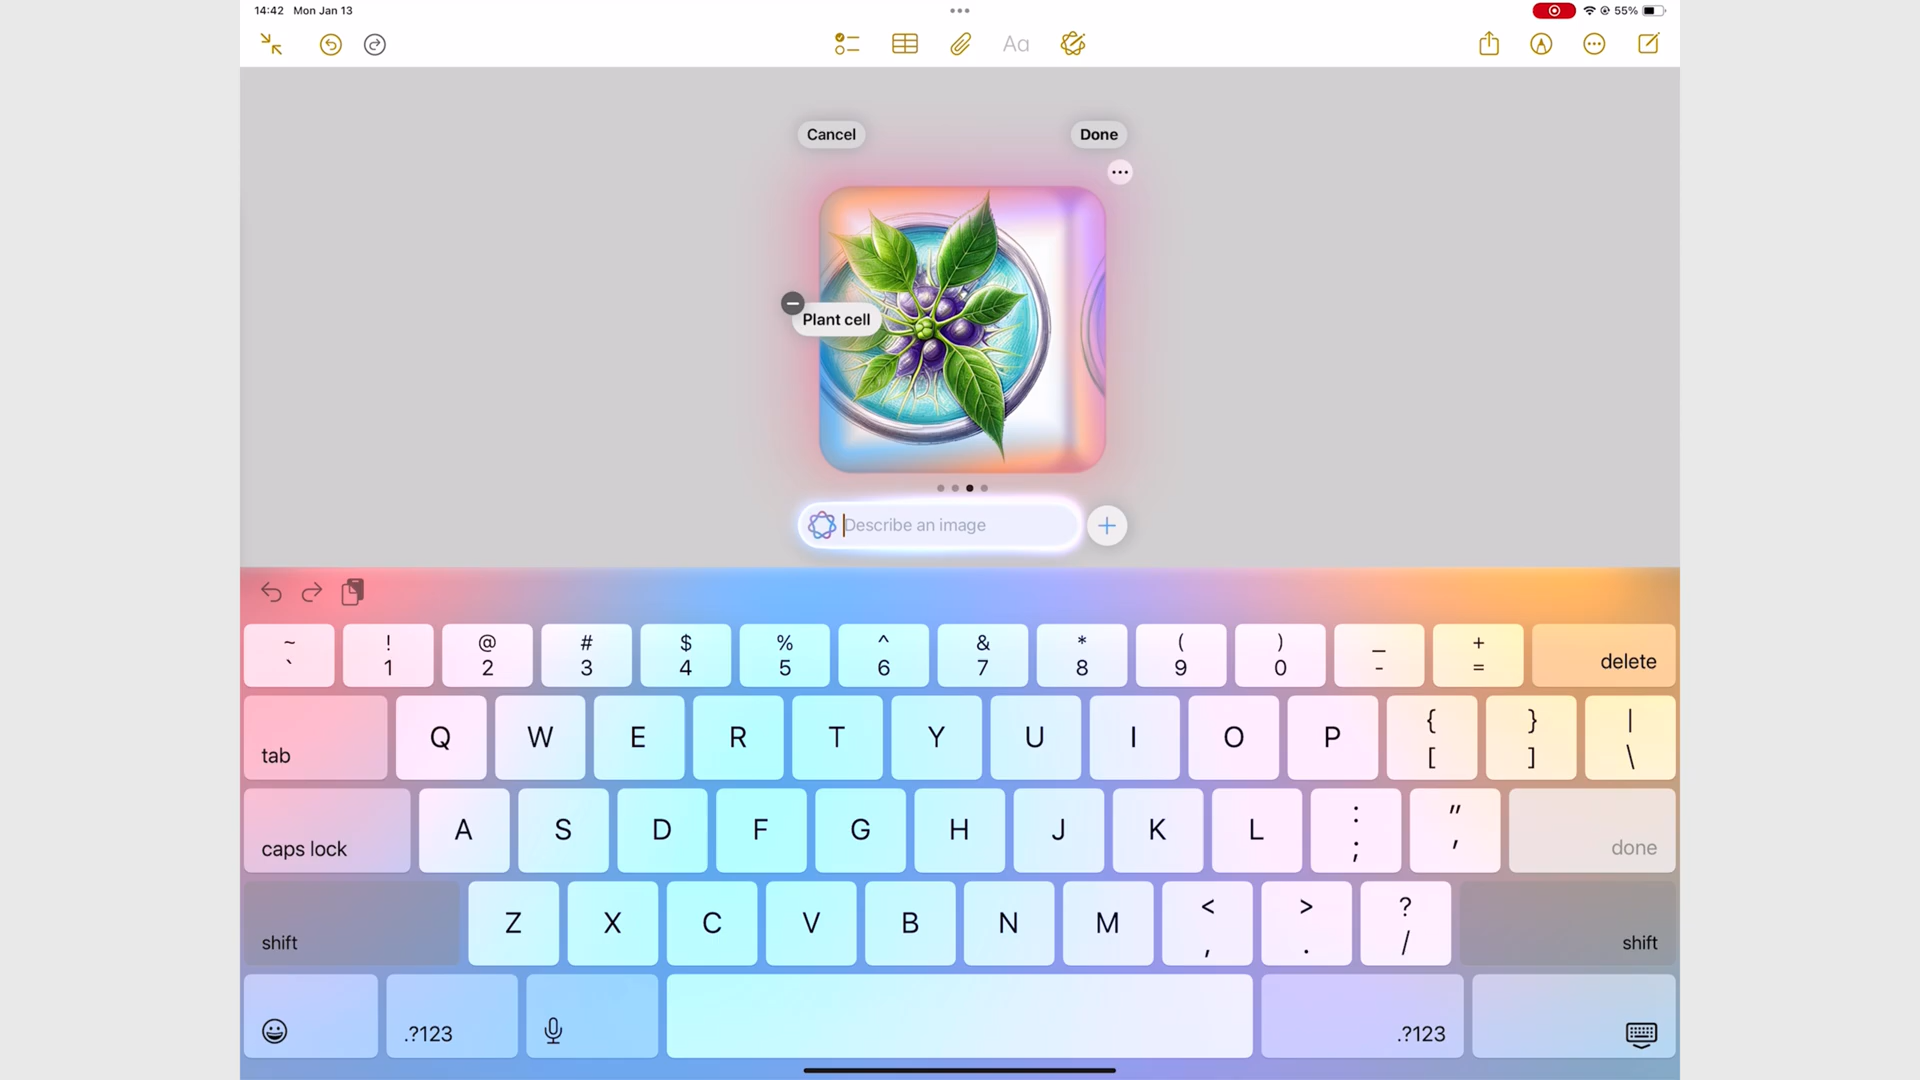 14:42 Mon Jan 13
55%
Aa
Cancel
Done
Plant cell
Describe an image
~ ! @ # $ % ^ & * ( ) _ +
` 1 2 3 4 5 6 7 8 9 0 - = delete
tab Q W E R T Y U I O P { [ } ] | \
caps lock A S D F G H J K L : ; " ' done
shift Z X C V B N M < , > . ? / shift
.?123 .?123